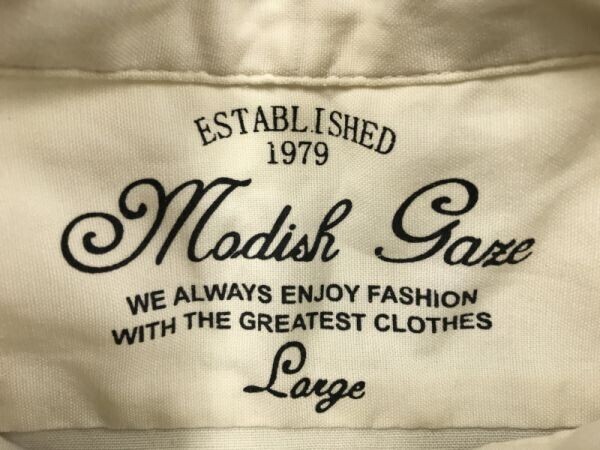 ESTABLISHED
1979
Modish Gaze
WE ALWAYS ENJOY FASHION
WITH THE GREATEST CLOTHES
Large